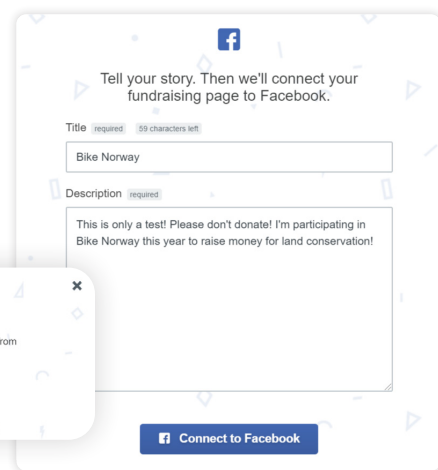 Tell your story. Then we'll connect your
fundraising page to Facebook.
Title required 59 characters left
Bike Norway
Description required
This is only a test! Please don't donate! I'm participating in
Bike Norway this year to raise money for land conservation!
Connect to Facebook